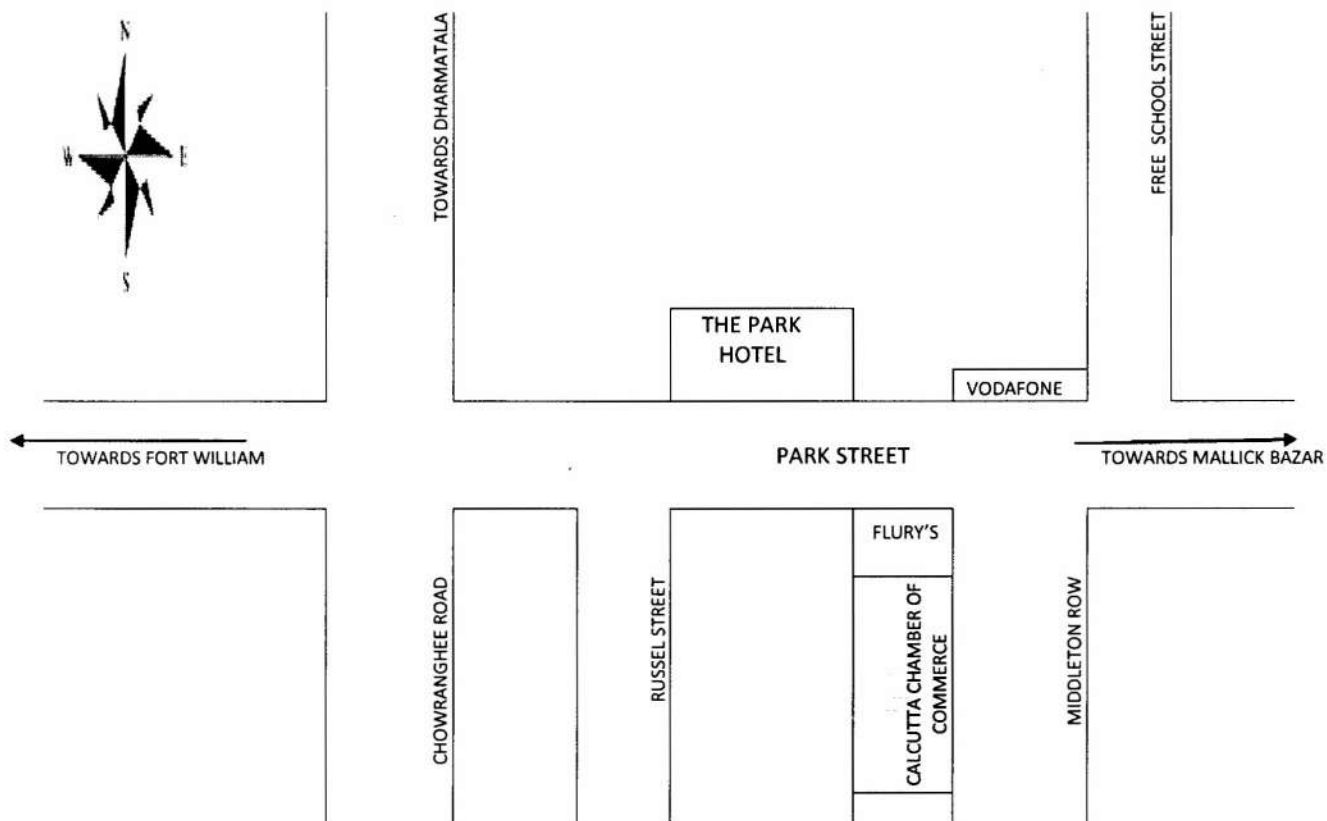 N
W
E
S
TOWARDS DHARMATALA
FREE SCHOOL STREET
THE PARK
HOTEL
VODAFONE
TOWARDS FORT WILLIAM
PARK STREET
TOWARDS MALLICK BAZAR
CHOWRANGHEE ROAD
RUSSEL STREET
FLURY'S
CALCUTTA CHAMBER OF
COMMERCE
MIDDLETON ROW